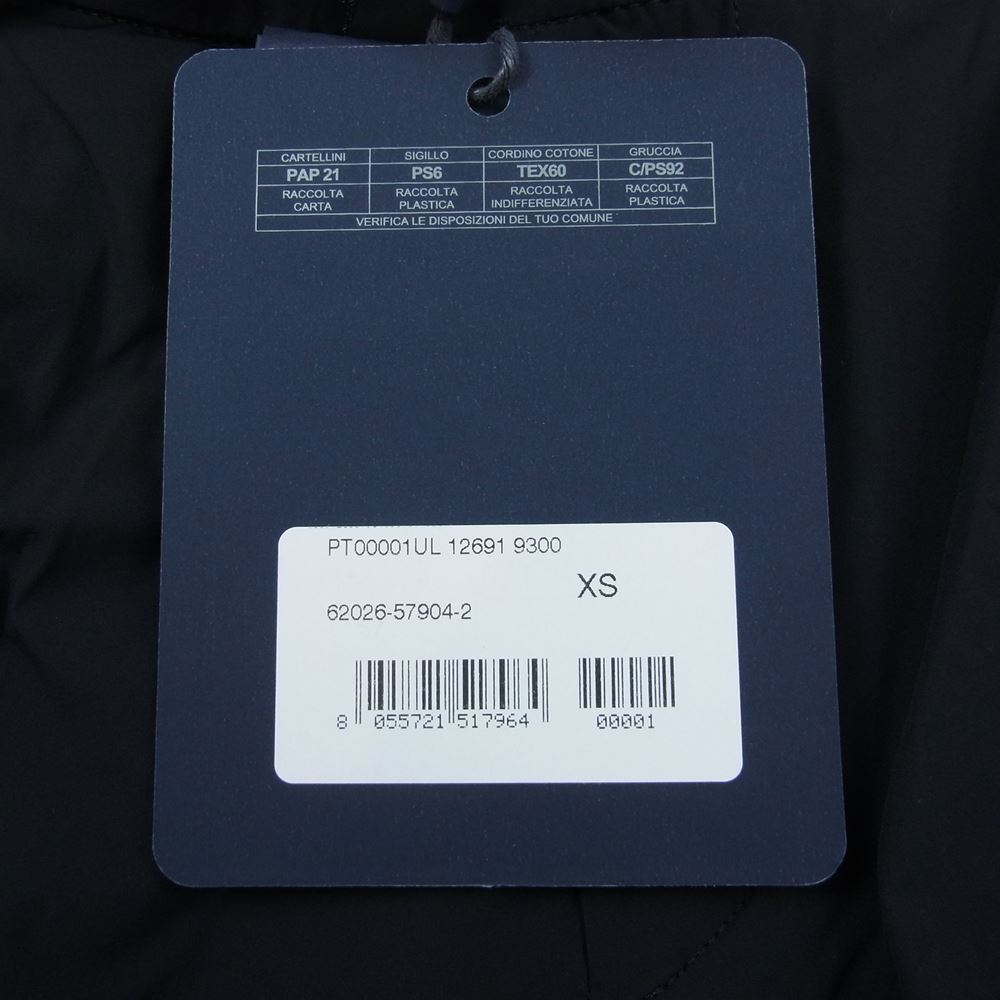 CARTELLINI SIGILLO CORDINO COTONE GRUCCIA
PAP 21 PS6 TEX60 C/PS92
RACCOLTA RACCOLTA RACCOLTA RACCOLTA
CARTA PLASTICA INDIFFERENZIATA PLASTICA
VERIFICA LE DISPOSIZIONI DEL TUO COMUNE
PT00001UL 12691 9300
XS
62026-57904-2
8 055721 517964 00001